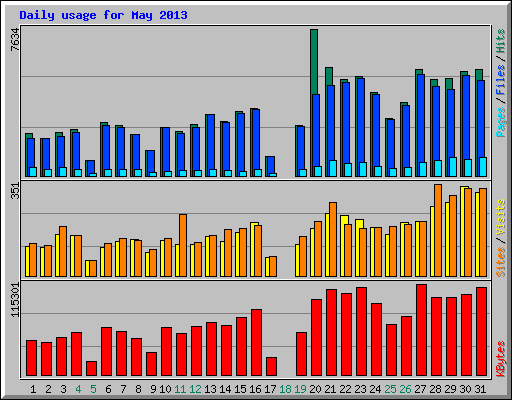 Daily usage for May 2013
7634
Pages / Files / Hits
351
Sites / Visits
115301
KBytes
1 2 3 4 5 6 7 8 9 10 11 12 13 14 15 16 17 18 19 20 21 22 23 24 25 26 27 28 29 30 31